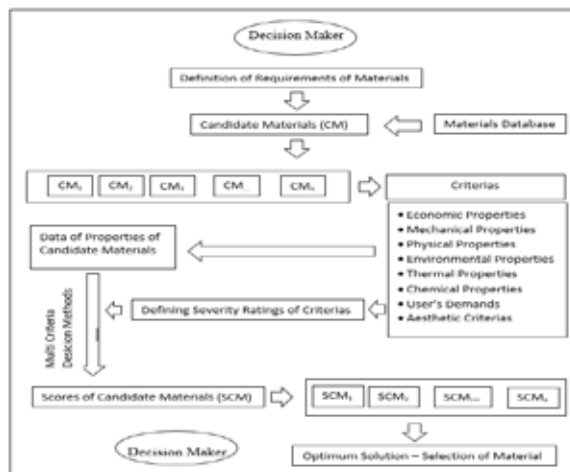 Decision Maker
Definition of Requirements of Materials
Candidate Materials (CM)
Materials Database
CM₁ CM₂ CM₃ CM... CMₙ
Criterias
• Economic Properties
• Mechanical Properties
• Physical Properties
• Environmental Properties
• Thermal Properties
• Chemical Properties
• User's Demands
• Aesthetic Criterias
Data of Properties of
Candidate Materials
Defining Severity Ratings of Criterias
Multi Criteria
Desicion Methods
Scores of Candidate Materials (SCM)
SCM₁ SCM₂ SCM... SCMₙ
Decision Maker
Optimum Solution – Selection of Material